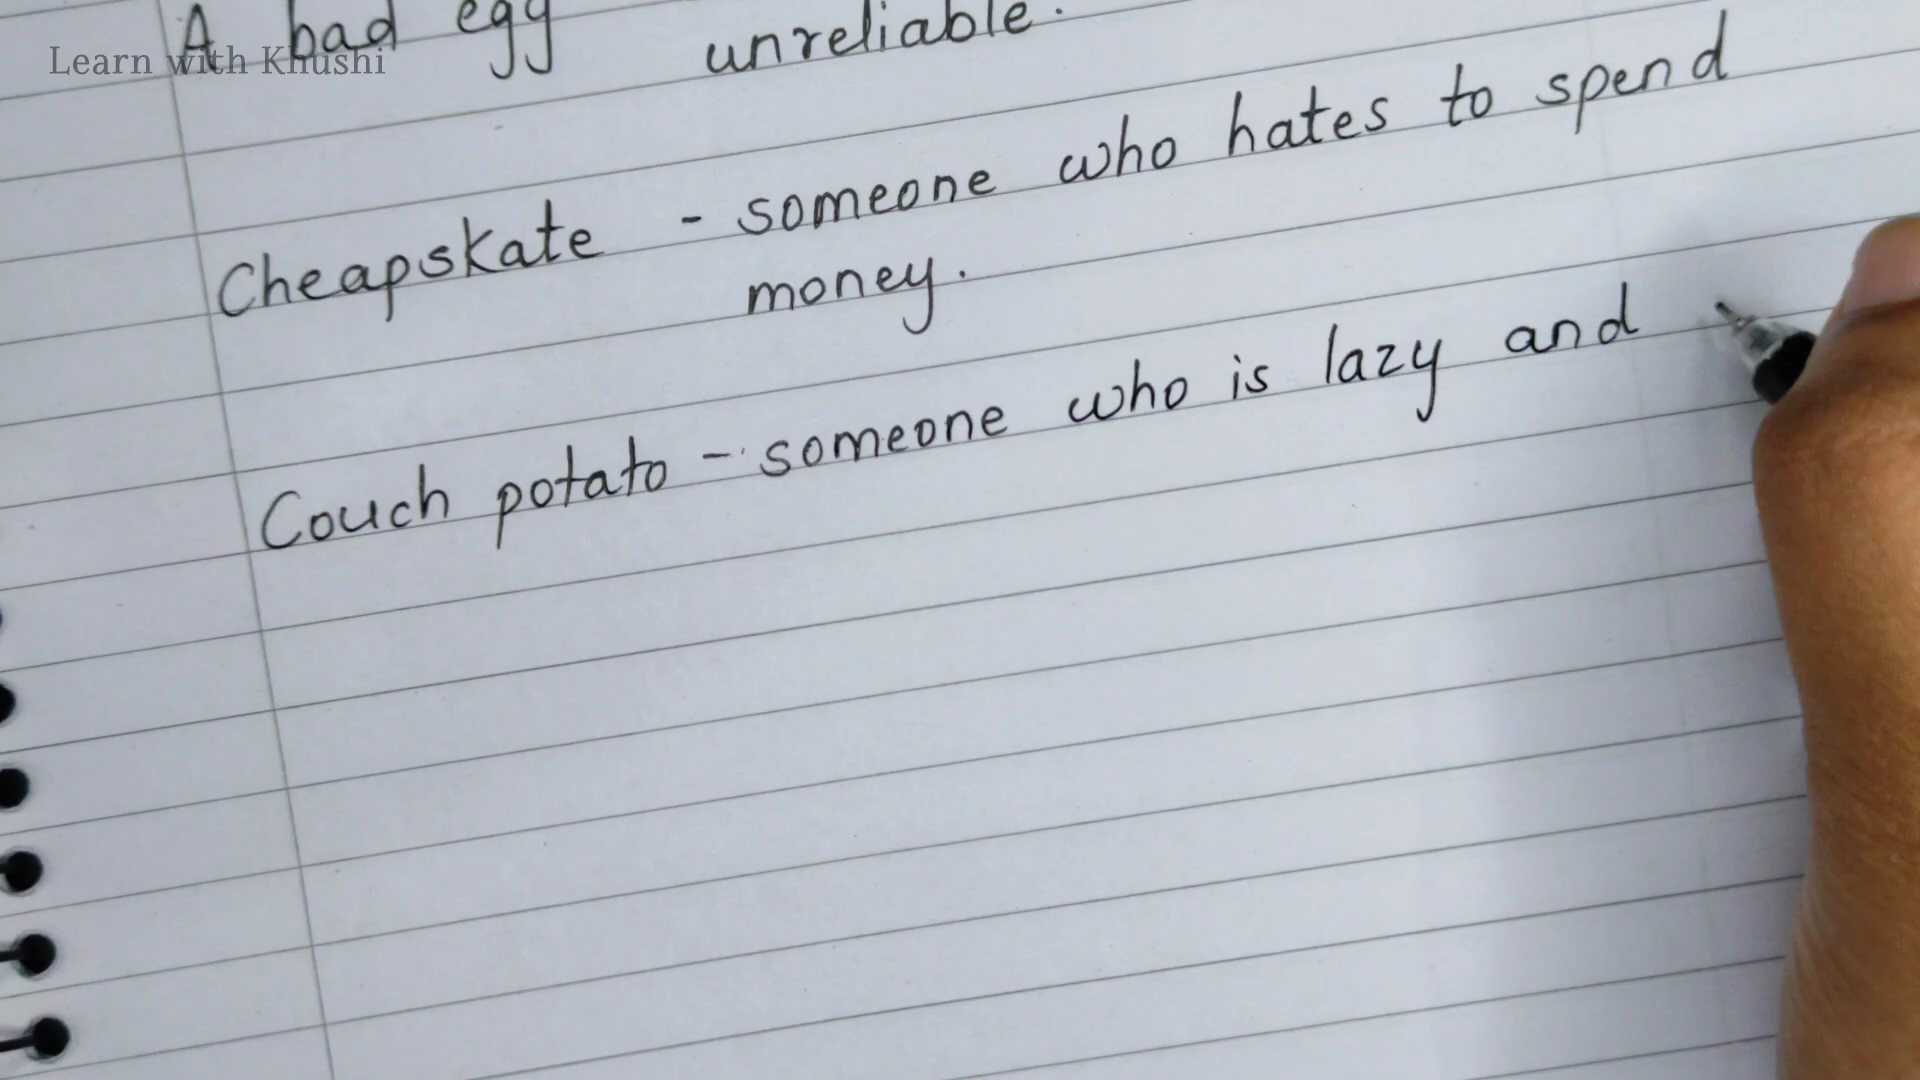 Learn with Khushi
A bad egg unreliable.
Cheapskate - someone who hates to spend
money.
Couch potato - someone who is lazy and